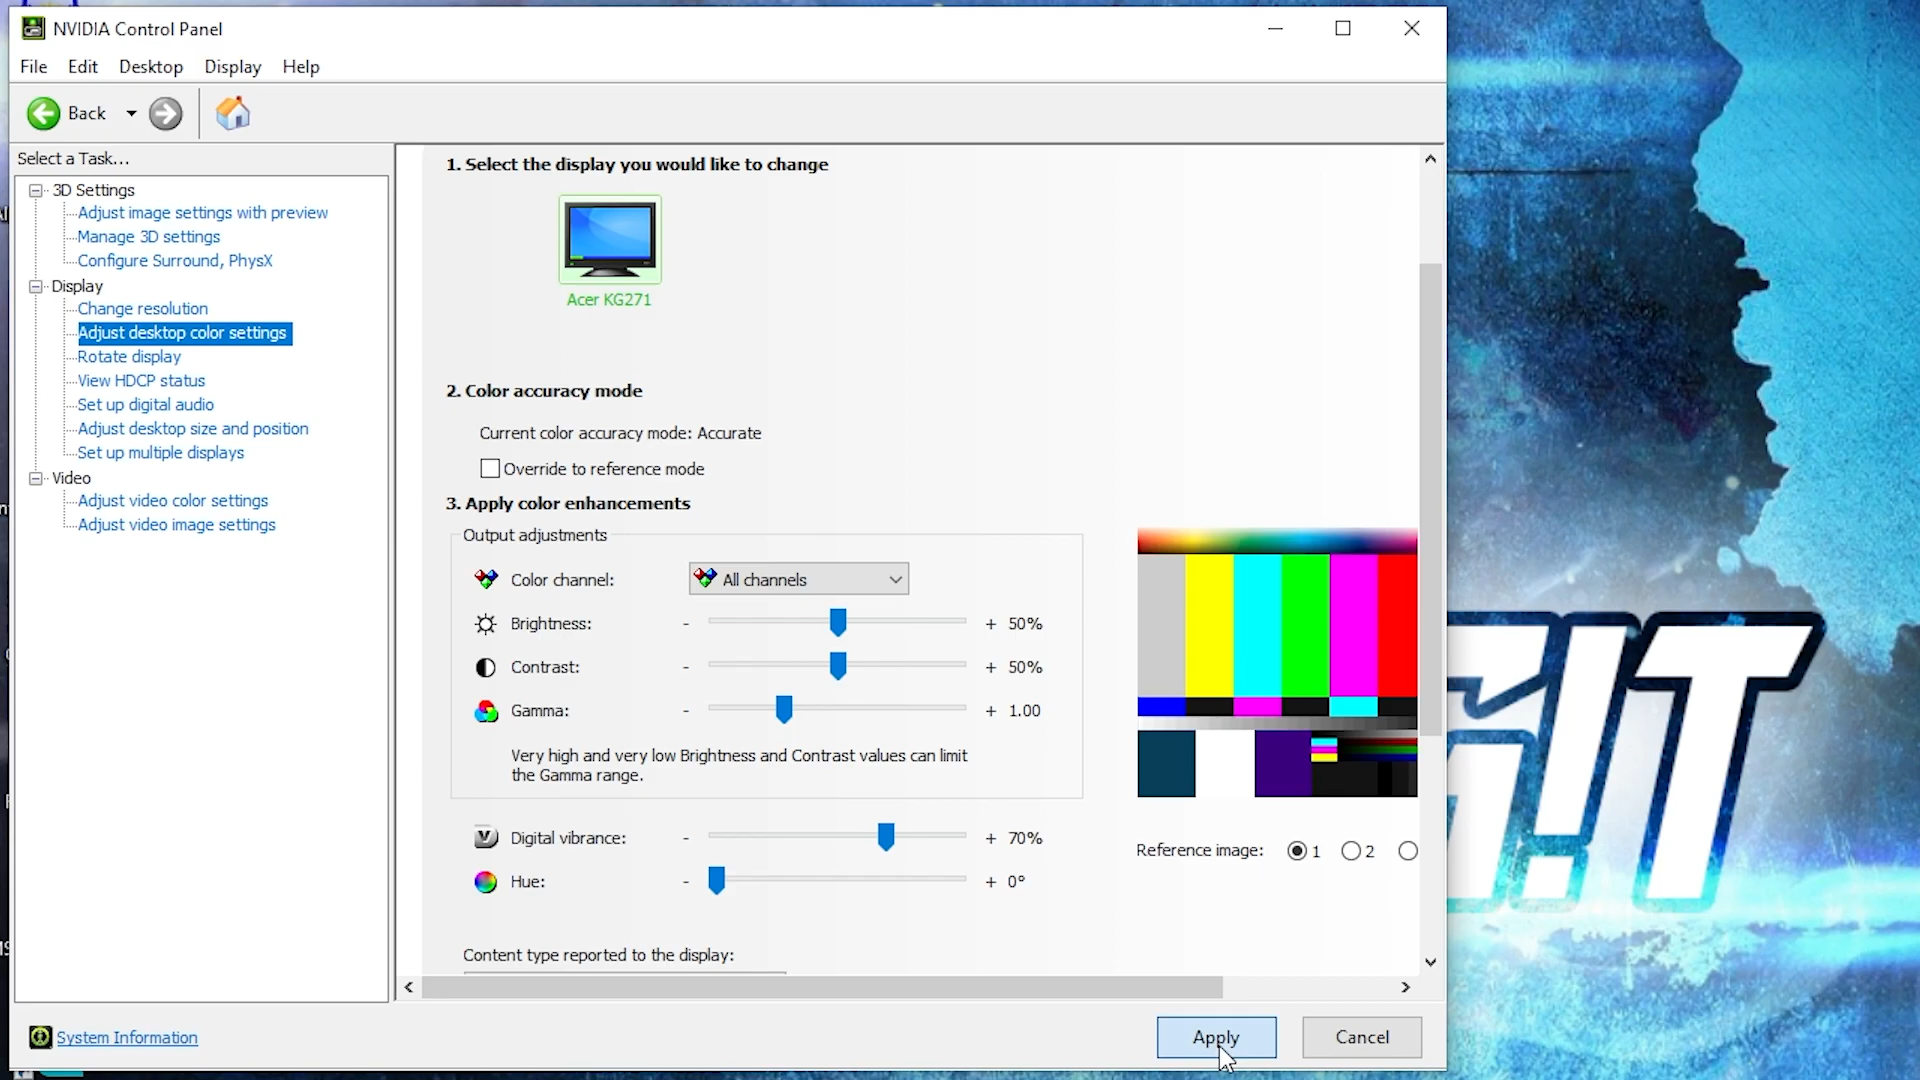 NVIDIA Control Panel
File Edit Desktop Display Help
Back
Select a Task...
3D Settings
Adjust image settings with preview
Manage 3D settings
Configure Surround, PhysX
Display
Change resolution
Adjust desktop color settings
Rotate display
View HDCP status
Set up digital audio
Adjust desktop size and position
Set up multiple displays
Video
Adjust video color settings
Adjust video image settings
System Information
1. Select the display you would like to change
Acer KG271
2. Color accuracy mode
Current color accuracy mode: Accurate
Override to reference mode
3. Apply color enhancements
Output adjustments
Color channel: All channels
Brightness: - + 50%
Contrast: - + 50%
Gamma: - + 1.00
Very high and very low Brightness and Contrast values can limit
the Gamma range.
Digital vibrance: - + 70%
Hue: - + 0°
Reference image: 1 2
Content type reported to the display:
Apply Cancel
!T